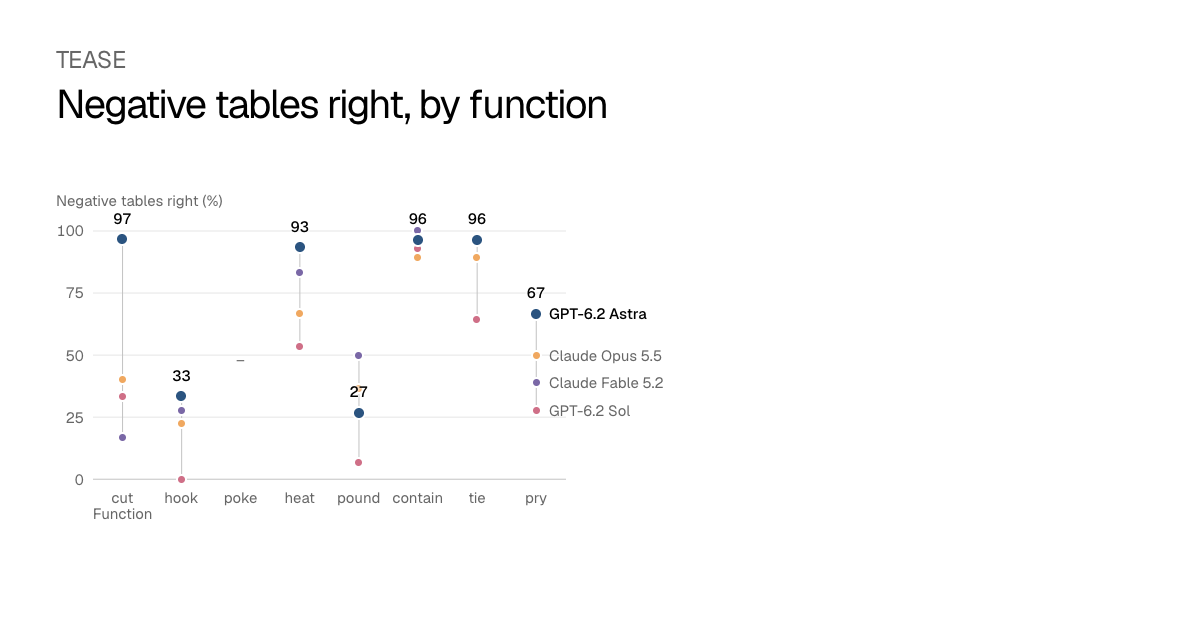 TEASE
Negative tables right, by function
Negative tables right (%)
97
93
96
96
100
75
67
GPT-6.2 Astra
50
–
Claude Opus 5.5
33
27
Claude Fable 5.2
25
GPT-6.2 Sol
0
cut hook poke heat pound contain tie pry
Function